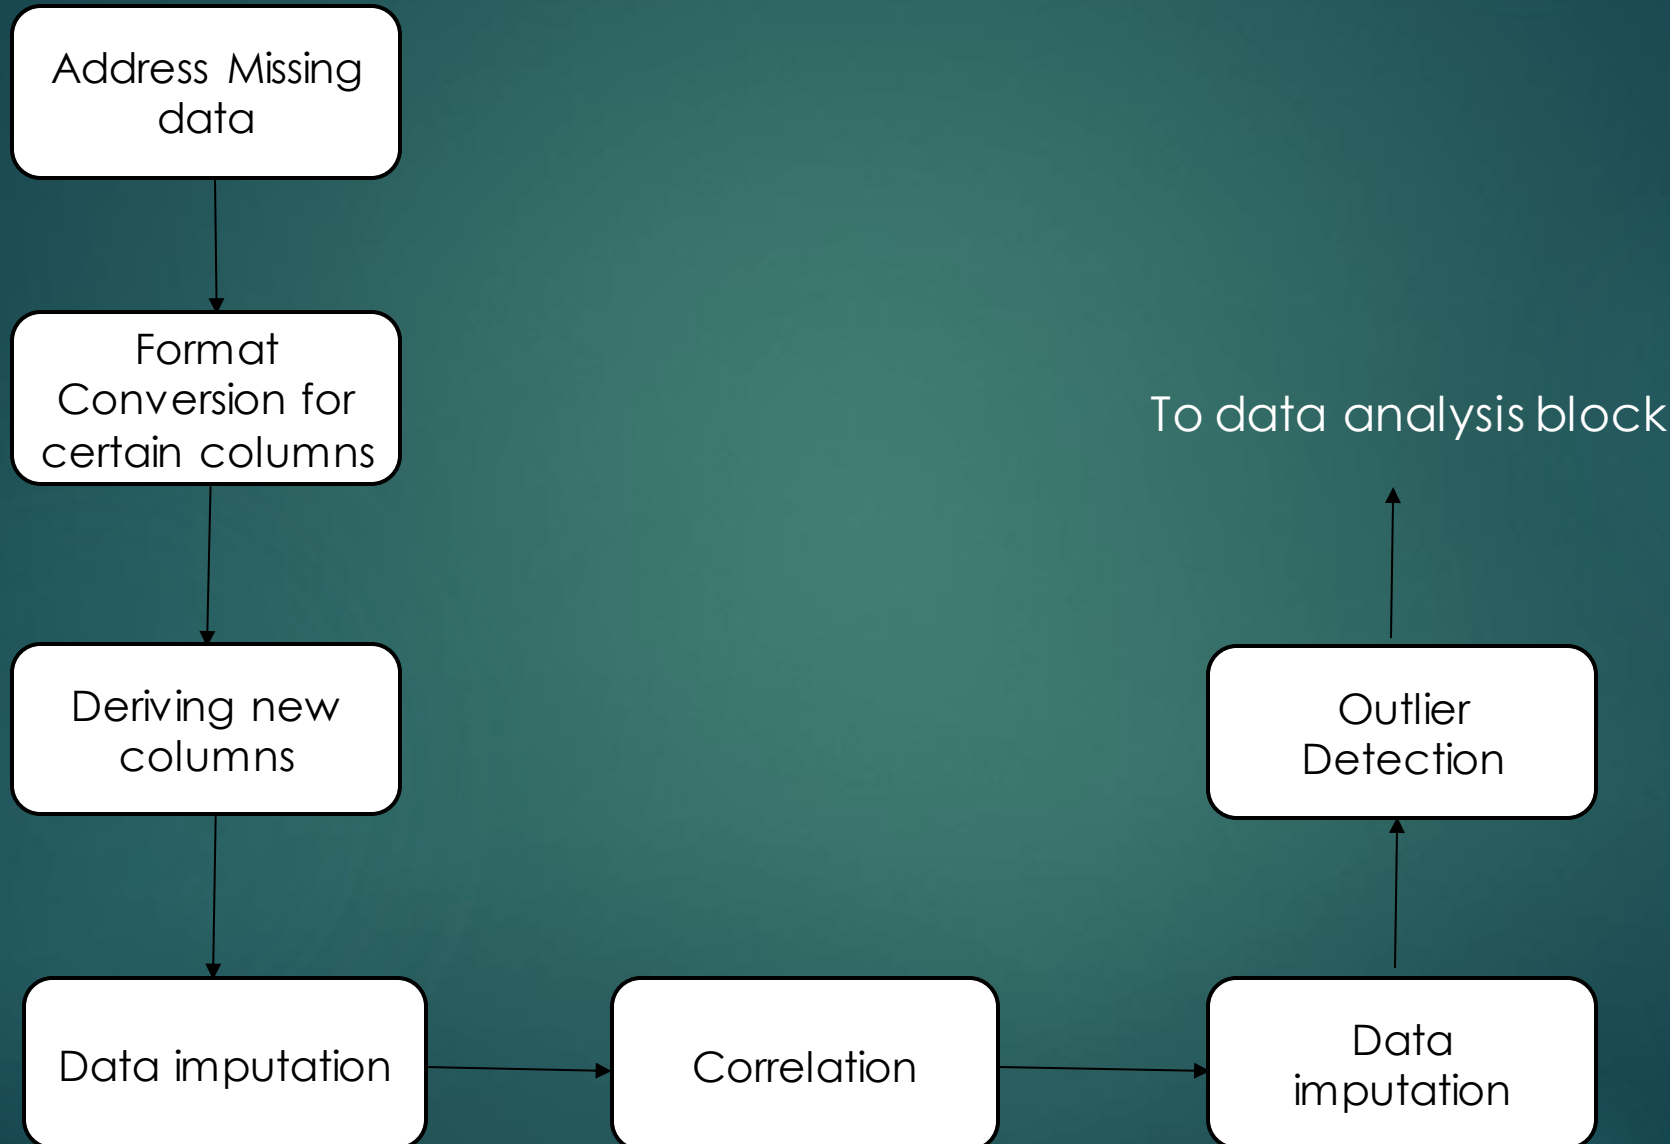 Address Missing
data
Format
Conversion for
certain columns
Deriving new
columns
Data imputation
Correlation
Data
imputation
Outlier
Detection
To data analysis block